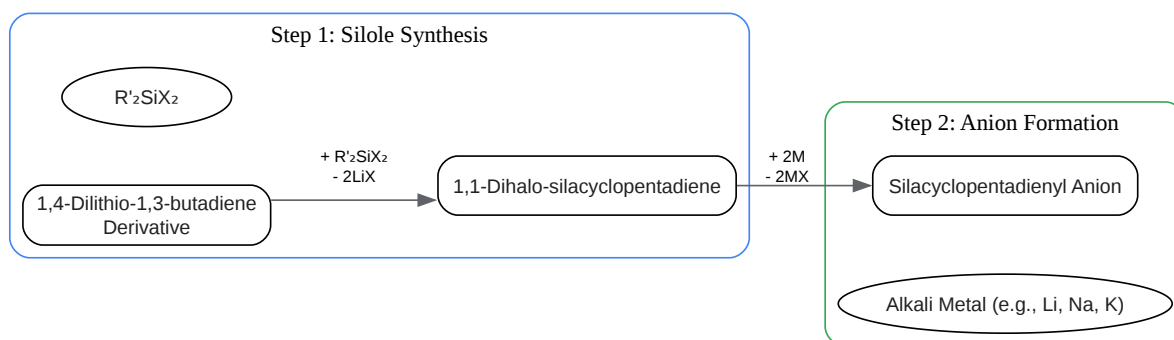 Step 1: Silole Synthesis
R'₂SiX₂
1,4-Dilithio-1,3-butadiene
Derivative
+ R'₂SiX₂
- 2LiX
1,1-Dihalo-silacyclopentadiene
+ 2M
- 2MX
Step 2: Anion Formation
Silacyclopentadienyl Anion
Alkali Metal (e.g., Li, Na, K)